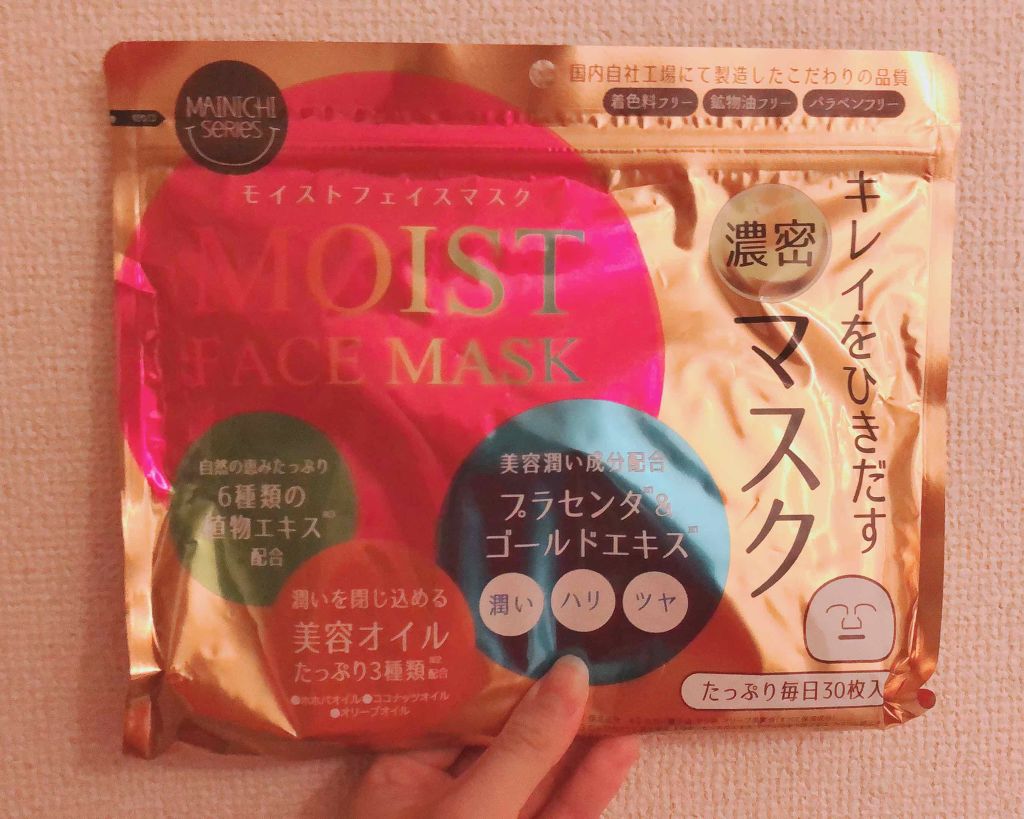 MAINICHI
SERIES
国内自社工場にて製造したこだわりの品質
着色料フリー 鉱物油フリー パラベンフリー
モイストフェイスマスク
MOIST
FACE MASK
キレイをひきだす
濃密
マスク
自然の恵みたっぷり
6種類の
植物エキス
配合
美容潤い成分配合
プラセンタ&
ゴールドエキス
潤い ハリ ツヤ
潤いを閉じ込める
美容オイル
たっぷり3種類配合
●ホホバオイル●ココナッツオイル
●オリーブオイル
たっぷり毎日30枚入